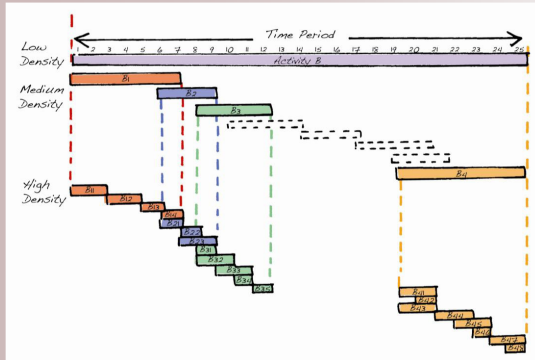 Time Period
1 2 3 4 5 6 7 8 9 10 11 12 13 14 15 16 17 18 19 20 21 22 23 24 25
Low
Density
Activity B
B1
Medium
Density
B2
B3
B4
High
Density
B11
B12
B13
B14
B21
B22
B23
B31
B32
B33
B34
B35
B41
B42
B43
B44
B45
B46
B47
B48